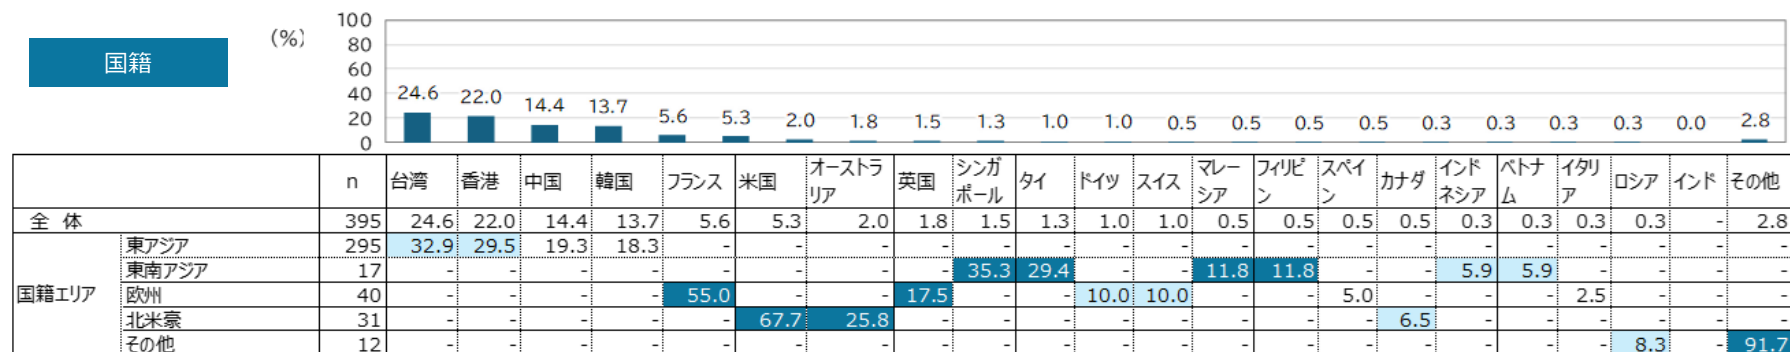 国籍
(%)
100
80
60
40
20
0
24.6 22.0 14.4 13.7 5.6 5.3 2.0 1.8 1.5 1.3 1.0 1.0 0.5 0.5 0.5 0.5 0.3 0.3 0.3 0.3 0.0 2.8
n 台湾 香港 中国 韓国 フランス 米国 オーストラリア 英国 シンガポール タイ ドイツ スイス マレーシア フィリピン スペイン カナダ インドネシア ベトナム イタリア ロシア インド その他
全 体 395 24.6 22.0 14.4 13.7 5.6 5.3 2.0 1.8 1.5 1.3 1.0 1.0 0.5 0.5 0.5 0.5 0.3 0.3 0.3 0.3 - 2.8
国籍エリア
東アジア 295 32.9 29.5 19.3 18.3 - - - - - - - - - - - - - - - - - -
東南アジア 17 - - - - - - - - 35.3 29.4 - - 11.8 11.8 - - 5.9 5.9 - - - -
欧州 40 - - - - 55.0 - - 17.5 - - 10.0 10.0 - - 5.0 - - - 2.5 - - -
北米豪 31 - - - - - 67.7 25.8 - - - - - - - - 6.5 - - - - - -
その他 12 - - - - - - - - - - - - - - - - - - - 8.3 - 91.7